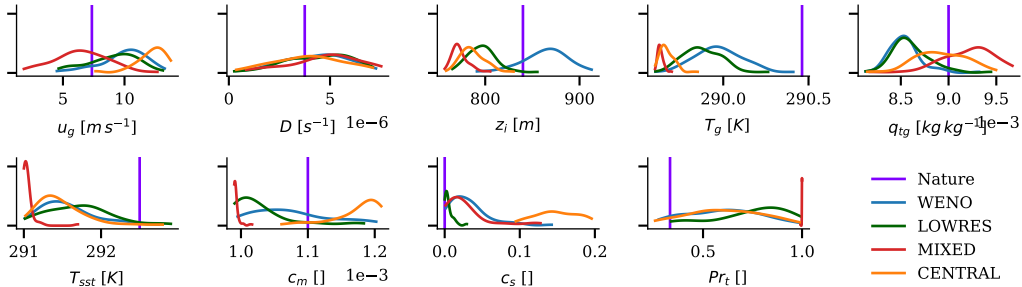 5 10
u_g [m s⁻¹]
0 5
D [s⁻¹] 1e-6
800 900
z_i [m]
290.0 290.5
T_g [K]
8.5 9.0 9.5
q_tg [kg kg⁻¹] 1e-3
291 292
T_sst [K]
1.0 1.1 1.2
c_m [] 1e-3
0.0 0.1 0.2
c_s []
0.5 1.0
Pr_t []
Nature
WENO
LOWRES
MIXED
CENTRAL